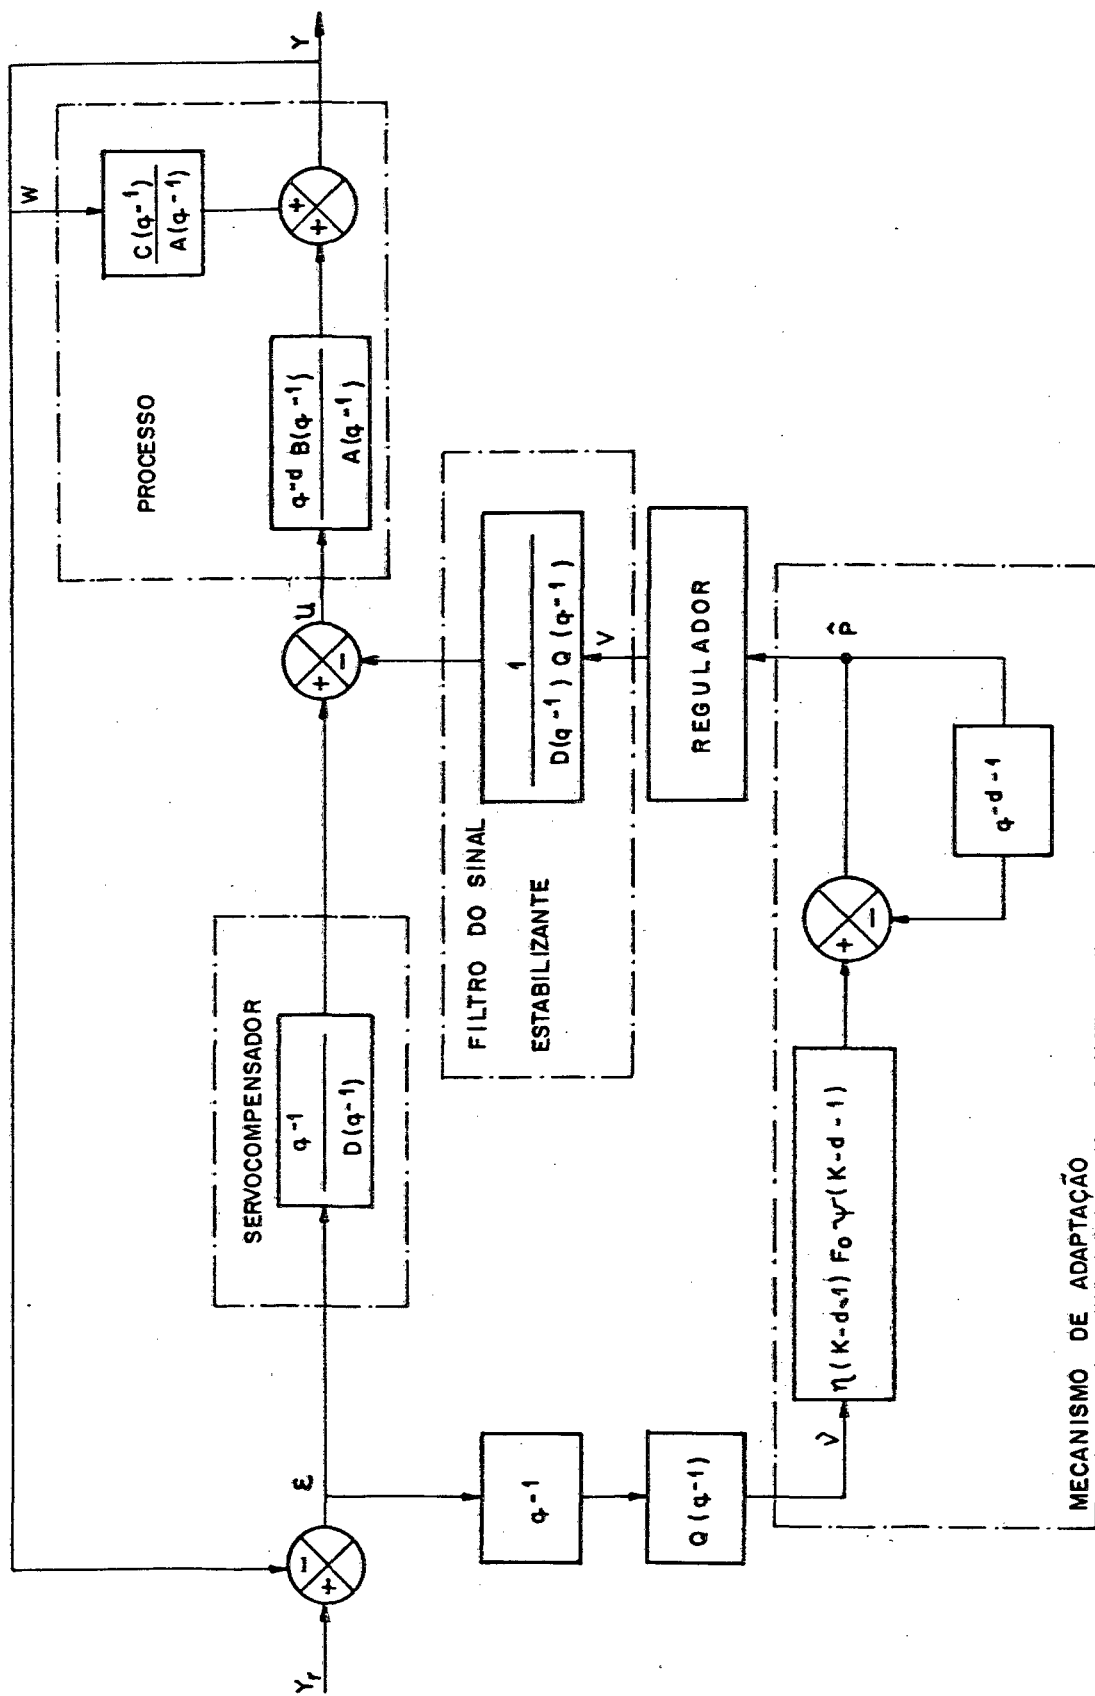 W
Y
C(q-1)
A(q-1)
+
+
PROCESSO
q-d B(q-1)
A(q-1)
U
+
-
SERVOCOMPENSADOR
q-1
D(q-1)
ε
-
+
Yr
FILTRO DO SINAL
ESTABILIZANTE
1
D(q-1) Q(q-1)
V
REGULADOR
P̂
q-1
Q(q-1)
ν
η(K-d-1) F0 ψ(K-d-1)
+
-
q-d-1
MECANISMO DE ADAPTAÇÃO